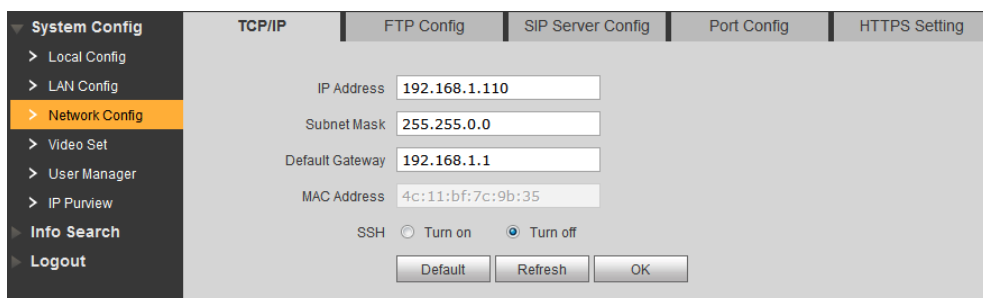 System Config
Local Config
LAN Config
Network Config
Video Set
User Manager
IP Purview
Info Search
Logout
TCP/IP FTP Config SIP Server Config Port Config HTTPS Setting
IP Address 192.168.1.110
Subnet Mask 255.255.0.0
Default Gateway 192.168.1.1
MAC Address 4c:11:bf:7c:9b:35
SSH Turn on Turn off
Default Refresh OK